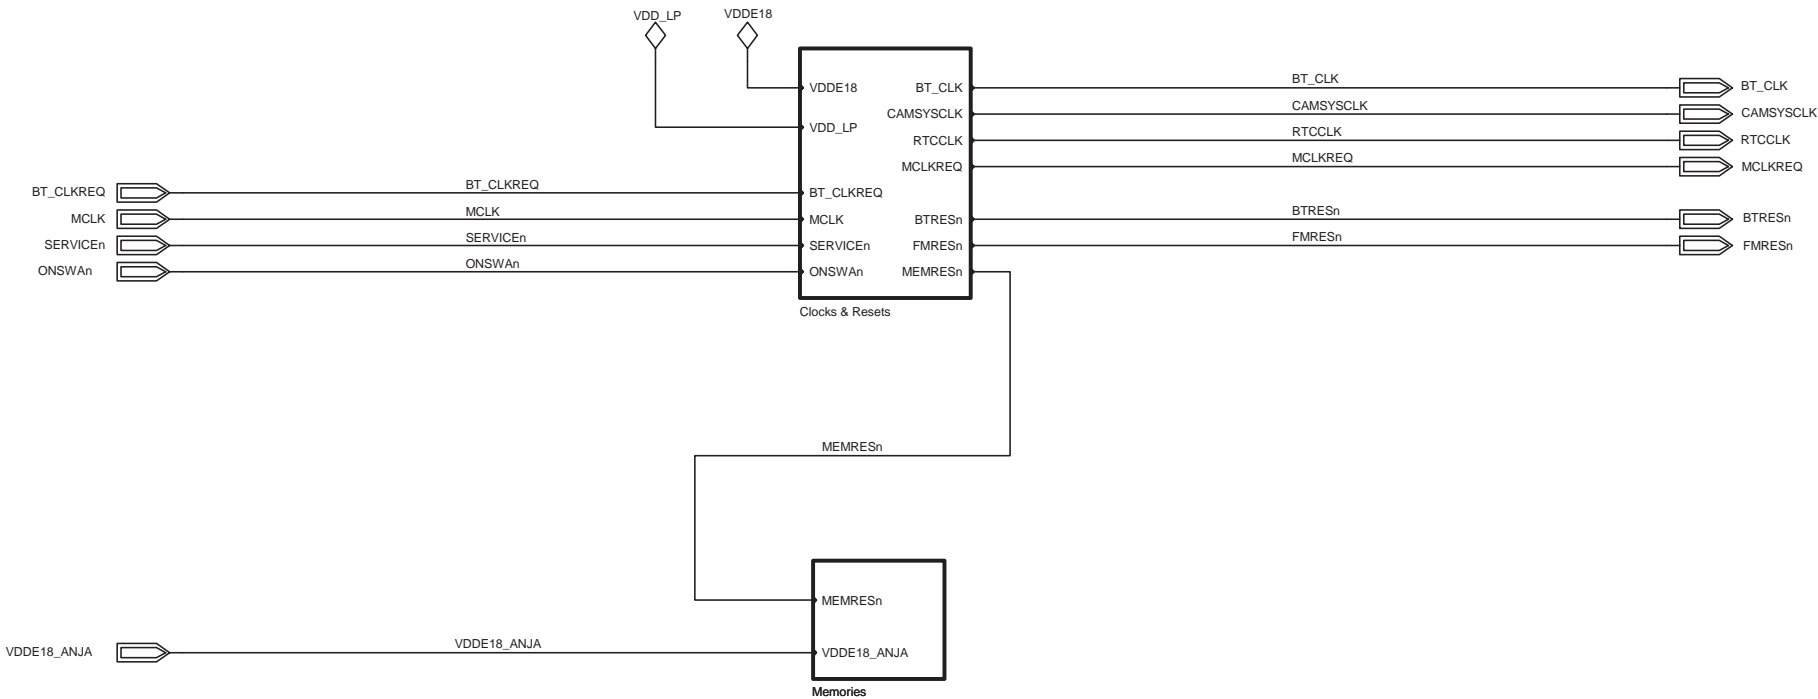 VDD_LP VDDE18
VDDE18 BT_CLK BT_CLK BT_CLK
CAMSYSCLK CAMSYSCLK CAMSYSCLK
VDD_LP
RTCCLK RTCCLK RTCCLK
MCLKREQ MCLKREQ MCLKREQ
BT_CLKREQ BT_CLKREQ BT_CLKREQ
MCLK MCLK MCLK BTRESn BTRESn BTRESn
SERVICEn SERVICEn SERVICEn FMRESn FMRESn FMRESn
ONSWAn ONSWAn ONSWAn MEMRESn
Clocks & Resets
MEMRESn
MEMRESn
VDDE18_ANJA VDDE18_ANJA VDDE18_ANJA
Memories